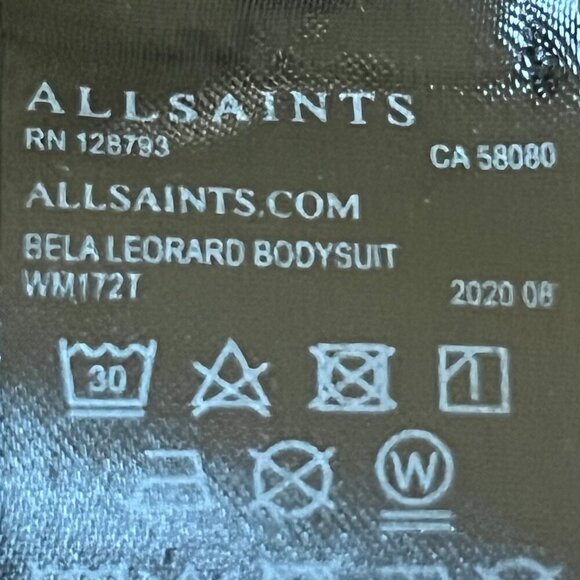 ALLSAINTS
RN 128793 CA 58080
ALLSAINTS.COM
BELA LEORARD BODYSUIT
WM172T 2020 08
30
W